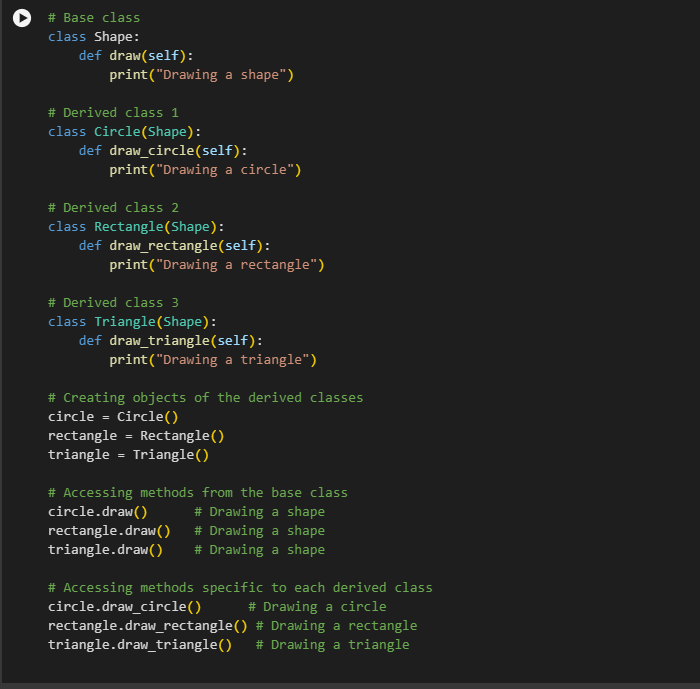 # Base class
class Shape:
    def draw(self):
        print("Drawing a shape")

# Derived class 1
class Circle(Shape):
    def draw_circle(self):
        print("Drawing a circle")

# Derived class 2
class Rectangle(Shape):
    def draw_rectangle(self):
        print("Drawing a rectangle")

# Derived class 3
class Triangle(Shape):
    def draw_triangle(self):
        print("Drawing a triangle")

# Creating objects of the derived classes
circle = Circle()
rectangle = Rectangle()
triangle = Triangle()

# Accessing methods from the base class
circle.draw()      # Drawing a shape
rectangle.draw()   # Drawing a shape
triangle.draw()    # Drawing a shape

# Accessing methods specific to each derived class
circle.draw_circle()      # Drawing a circle
rectangle.draw_rectangle() # Drawing a rectangle
triangle.draw_triangle()   # Drawing a triangle